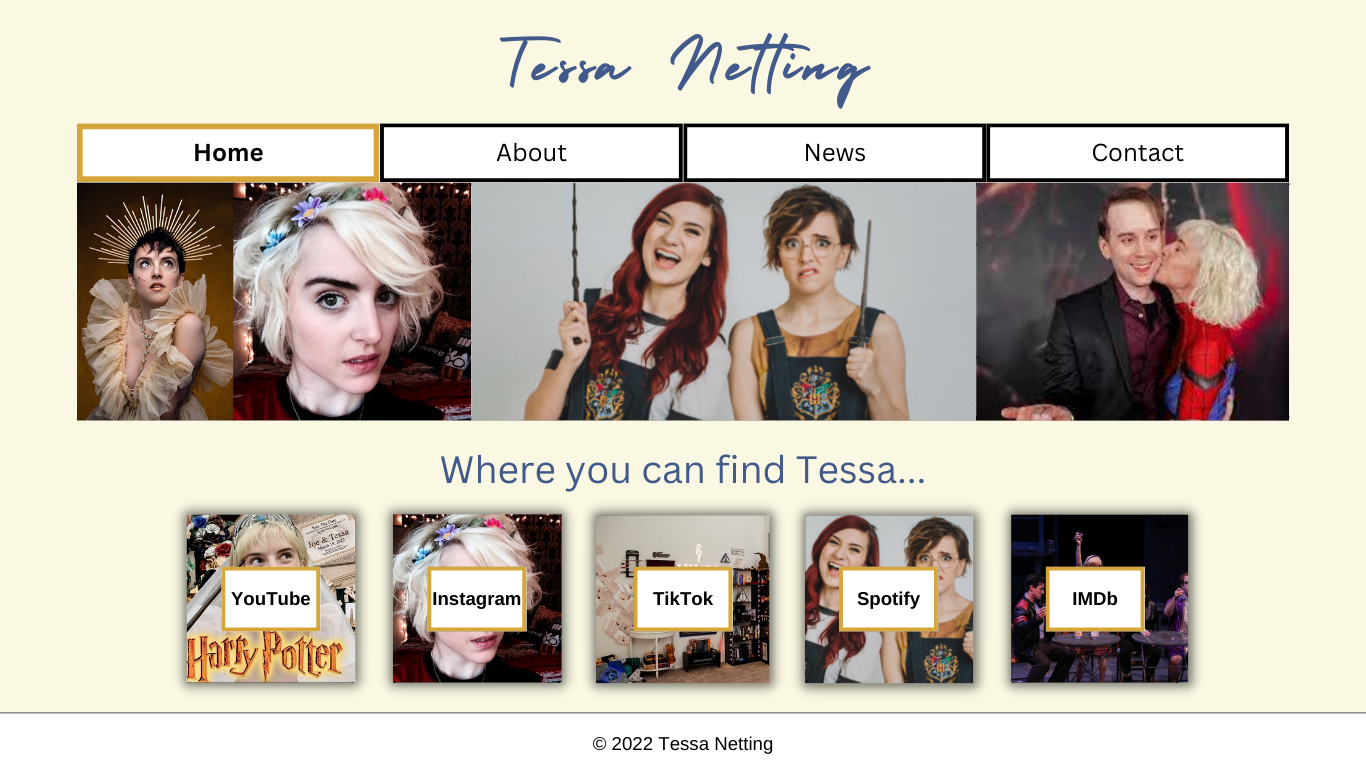 Tessa Netting
Home
About
News
Contact
Where you can find Tessa...
Joe & Tessa
YouTube
Harry Potter
Instagram
TikTok
Spotify
IMDb
© 2022 Tessa Netting